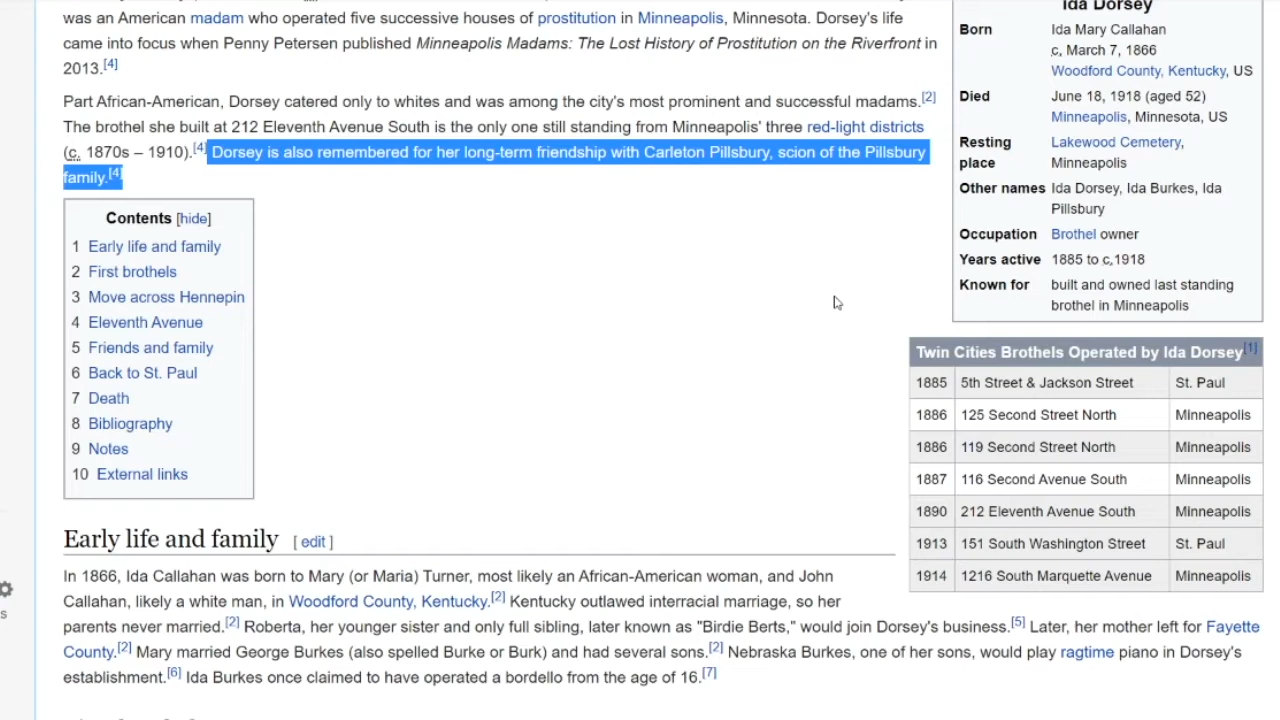 was an American madam who operated five successive houses of prostitution in Minneapolis, Minnesota. Dorsey's life
came into focus when Penny Petersen published Minneapolis Madams: The Lost History of Prostitution on the Riverfront in
2013.[4]
Part African-American, Dorsey catered only to whites and was among the city's most prominent and successful madams.[2]
The brothel she built at 212 Eleventh Avenue South is the only one still standing from Minneapolis' three red-light districts
(c. 1870s – 1910).[4] Dorsey is also remembered for her long-term friendship with Carleton Pillsbury, scion of the Pillsbury
family.[4]
Contents [hide]
1 Early life and family
2 First brothels
3 Move across Hennepin
4 Eleventh Avenue
5 Friends and family
6 Back to St. Paul
7 Death
8 Bibliography
9 Notes
10 External links
Ida Dorsey
Born Ida Mary Callahan
c. March 7, 1866
Woodford County, Kentucky, US
Died June 18, 1918 (aged 52)
Minneapolis, Minnesota, US
Resting place Lakewood Cemetery,
Minneapolis
Other names Ida Dorsey, Ida Burkes, Ida
Pillsbury
Occupation Brothel owner
Years active 1885 to c.1918
Known for built and owned last standing
brothel in Minneapolis
Twin Cities Brothels Operated by Ida Dorsey[1]
1885 5th Street & Jackson Street St. Paul
1886 125 Second Street North Minneapolis
1886 119 Second Street North Minneapolis
1887 116 Second Avenue South Minneapolis
1890 212 Eleventh Avenue South Minneapolis
1913 151 South Washington Street St. Paul
1914 1216 South Marquette Avenue Minneapolis
Early life and family [ edit ]
In 1866, Ida Callahan was born to Mary (or Maria) Turner, most likely an African-American woman, and John
Callahan, likely a white man, in Woodford County, Kentucky.[2] Kentucky outlawed interracial marriage, so her
parents never married.[2] Roberta, her younger sister and only full sibling, later known as "Birdie Berts," would join Dorsey's business.[5] Later, her mother left for Fayette
County.[2] Mary married George Burkes (also spelled Burke or Burk) and had several sons.[2] Nebraska Burkes, one of her sons, would play ragtime piano in Dorsey's
establishment.[6] Ida Burkes once claimed to have operated a bordello from the age of 16.[7]